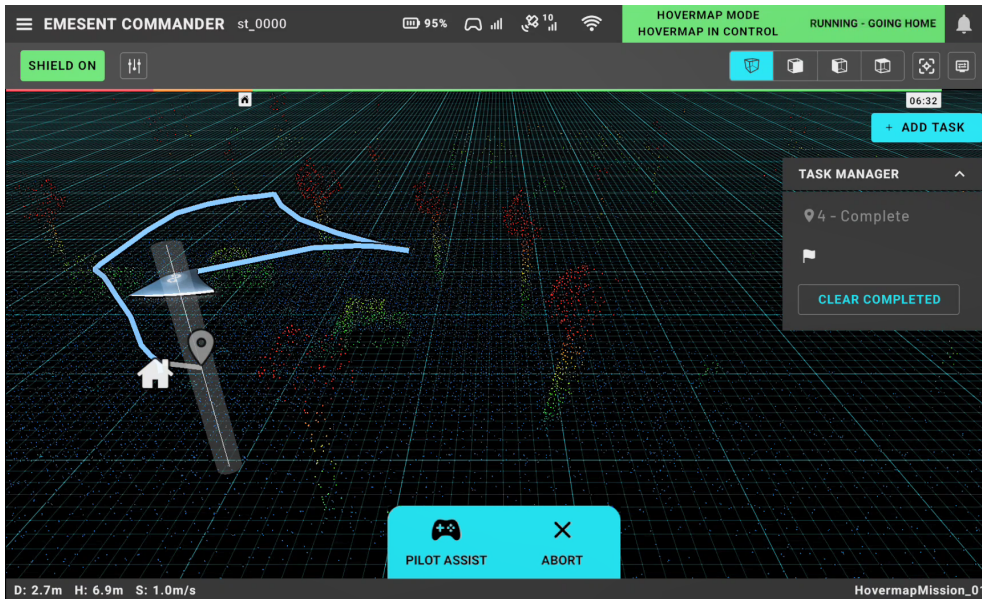 EMESENT COMMANDER st_0000
95%
10
HOVERMAP MODE
HOVERMAP IN CONTROL
RUNNING - GOING HOME
SHIELD ON
06:32
+ ADD TASK
TASK MANAGER
4 - Complete
CLEAR COMPLETED
PILOT ASSIST
ABORT
D: 2.7m H: 6.9m S: 1.0m/s
HovermapMission_01